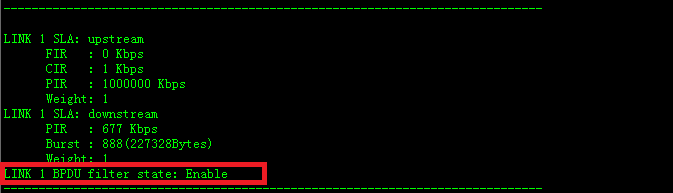 ------------------------------------------------------------------------------
LINK 1 SLA: upstream
FIR : 0 Kbps
CIR : 1 Kbps
PIR : 1000000 Kbps
Weight: 1
LINK 1 SLA: downstream
PIR : 677 Kbps
Burst : 888(227328Bytes)
Weight: 1
LINK 1 BPDU filter state: Enable
------------------------------------------------------------------------------